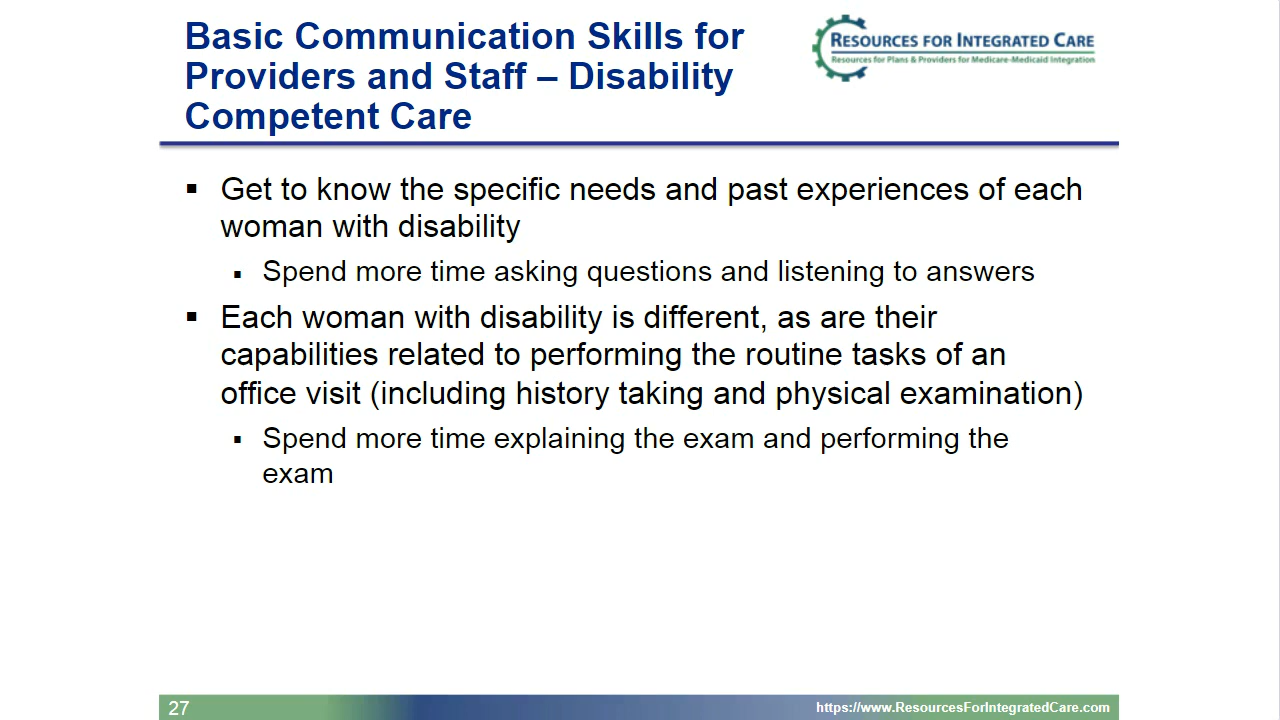 Basic Communication Skills for
Providers and Staff – Disability
Competent Care
RESOURCES FOR INTEGRATED CARE
Resources for Plans & Providers for Medicare-Medicaid Integration
▪ Get to know the specific needs and past experiences of each
woman with disability
▪ Spend more time asking questions and listening to answers
▪ Each woman with disability is different, as are their
capabilities related to performing the routine tasks of an
office visit (including history taking and physical examination)
▪ Spend more time explaining the exam and performing the
exam
27
https://www.ResourcesForIntegratedCare.com